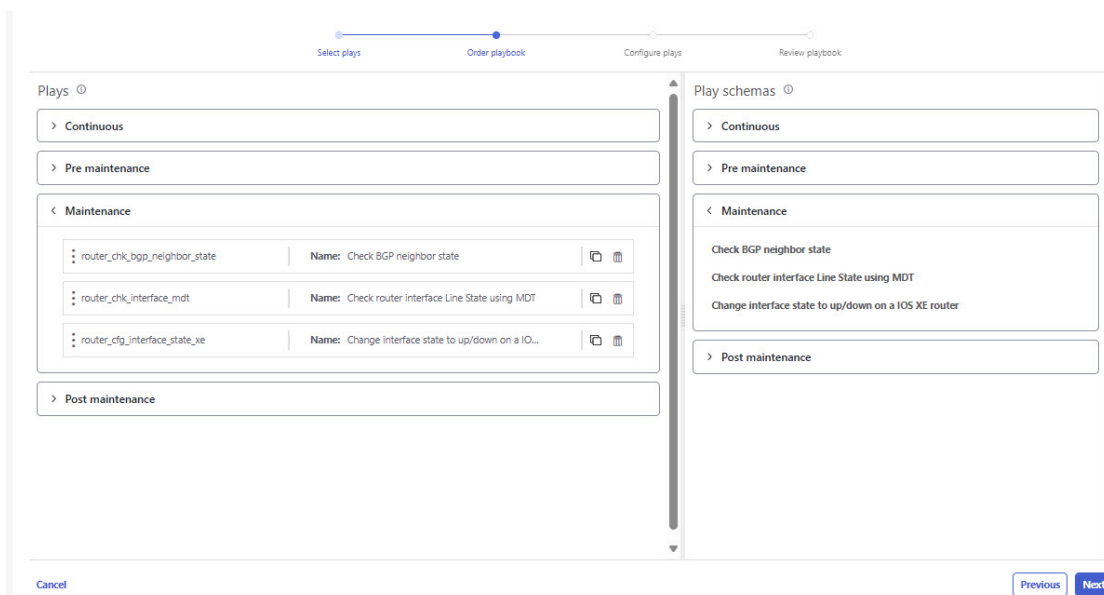 Select plays
Order playbook
Configure plays
Review playbook
Plays
Continuous
Pre maintenance
Maintenance
router_chk_bgp_neighbor_state Name: Check BGP neighbor state
router_chk_interface_mdt Name: Check router interface Line State using MDT
router_cfg_interface_state_xe Name: Change interface state to up/down on a IO...
Post maintenance
Play schemas
Continuous
Pre maintenance
Maintenance
Check BGP neighbor state
Check router interface Line State using MDT
Change interface state to up/down on a IOS XE router
Post maintenance
Cancel
Previous
Next